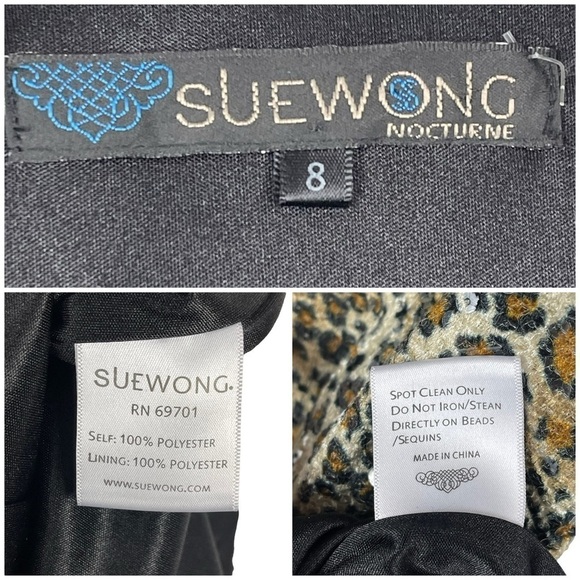 SUEWONG
NOCTURNE
8
SUEWONG.
RN 69701
SELF: 100% POLYESTER
LINING: 100% POLYESTER
WWW.SUEWONG.COM
SPOT CLEAN ONLY
DO NOT IRON/STEAN
DIRECTLY ON BEADS
/SEQUINS
MADE IN CHINA